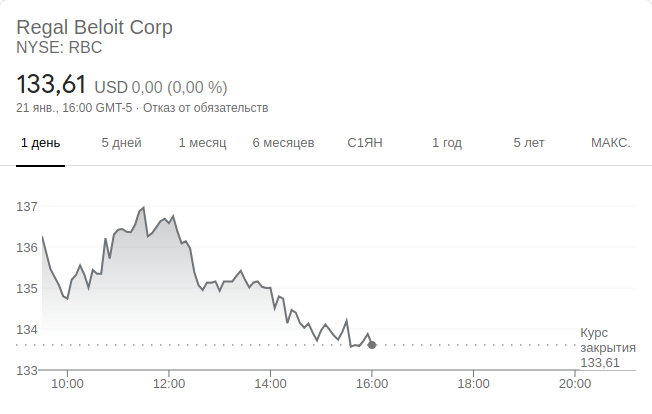 Regal Beloit Corp
NYSE: RBC
133,61 USD 0,00 (0,00 %)
21 янв., 16:00 GMT-5 · Отказ от обязательств
1 день 5 дней 1 месяц 6 месяцев С1ЯН 1 год 5 лет МАКС.
137
136
135
134
133
Курс
закрытия
133,61
10:00 12:00 14:00 16:00 18:00 20:00